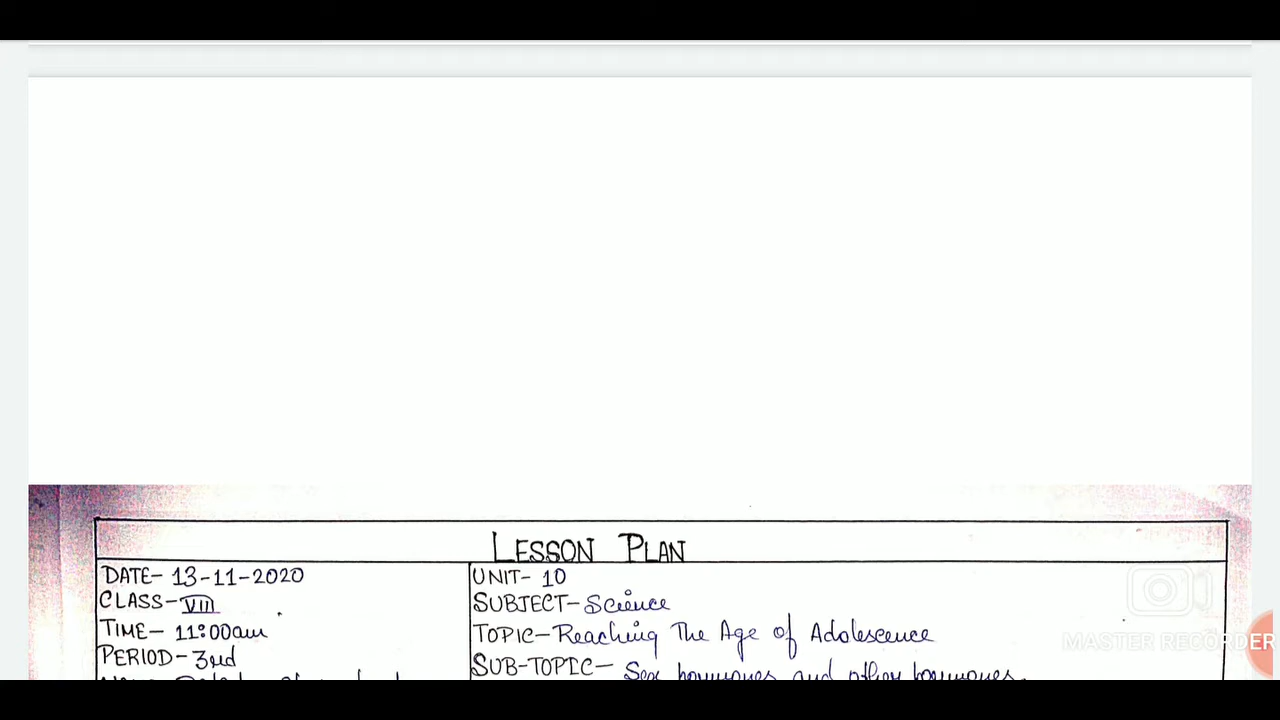 LESSON PLAN
DATE- 13-11-2020
CLASS- VIII
TIME- 11:00am
PERIOD- 3rd
UNIT- 10
SUBJECT- Science
TOPIC- Reaching The Age of Adolescence
SUB-TOPIC- Sex hormones and other hormones.
MASTER RECORDER